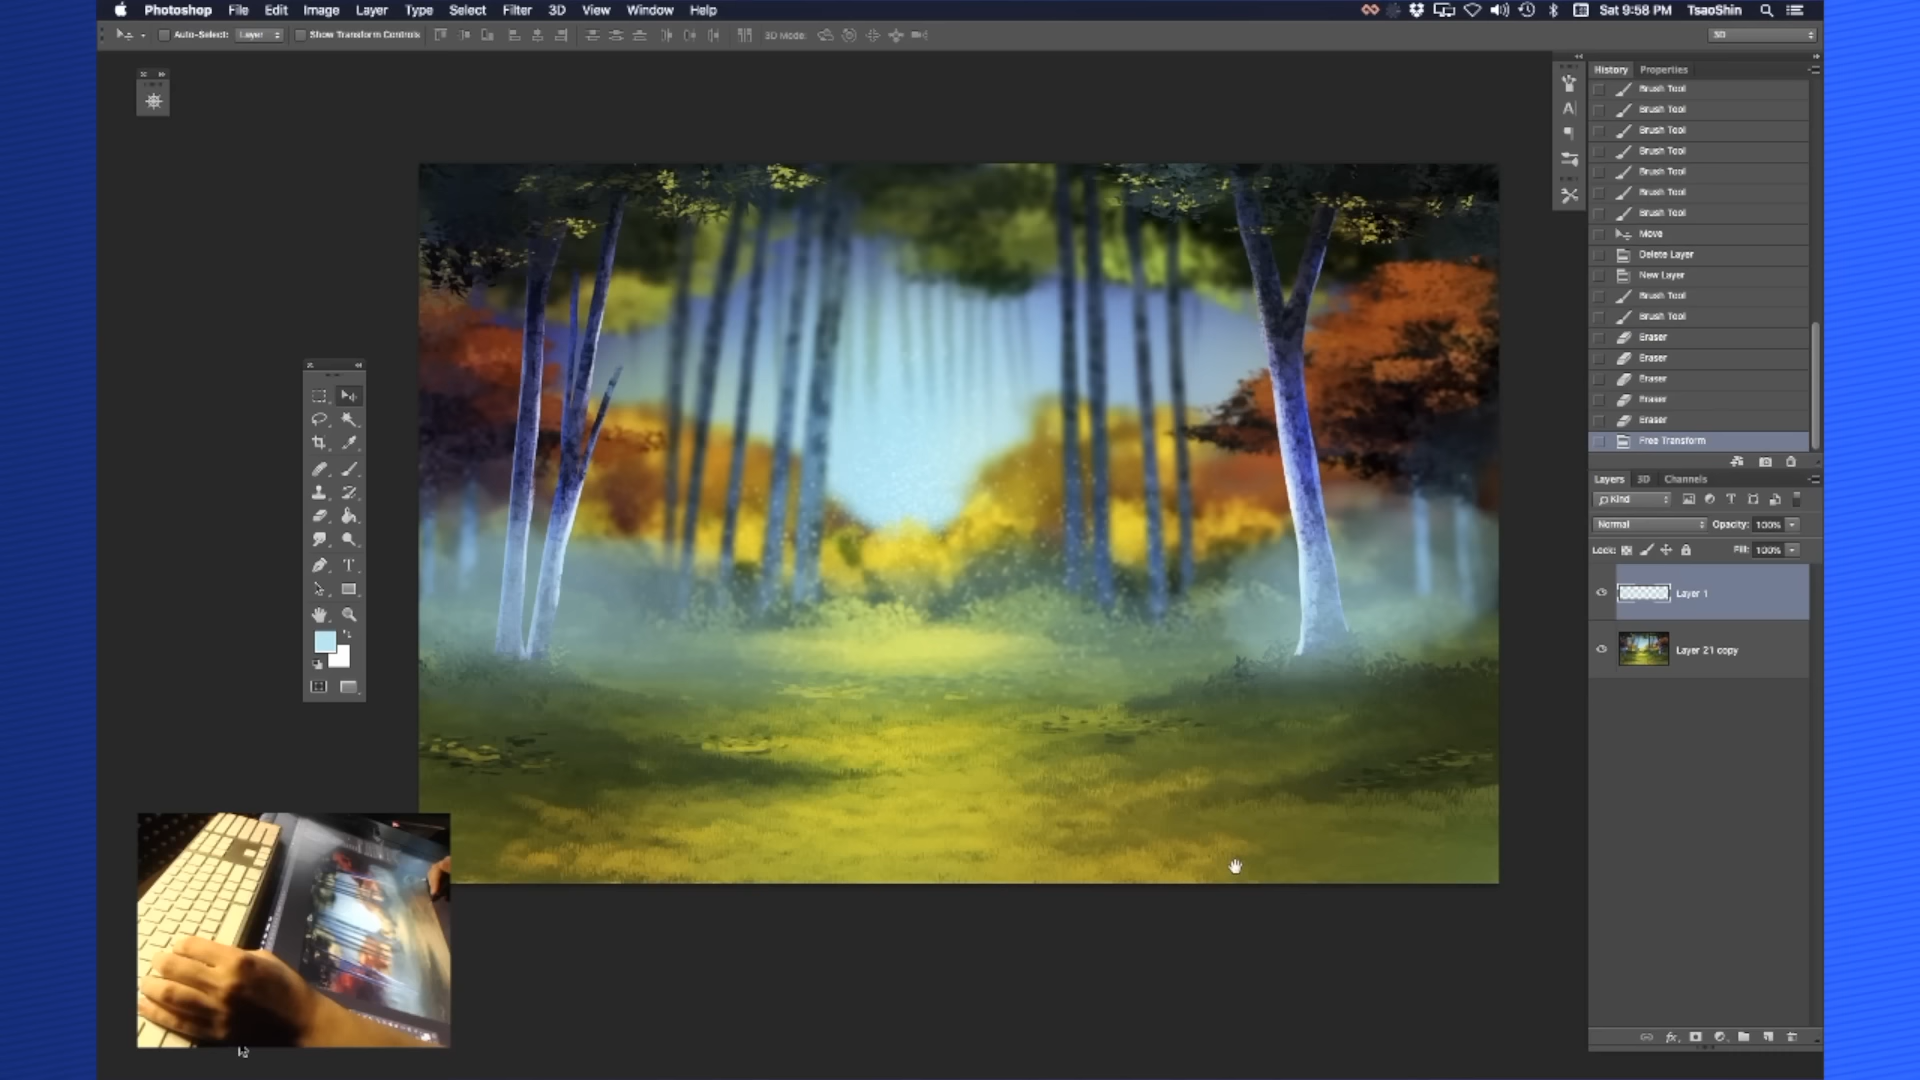 Photoshop File Edit Image Layer Type Select Filter 3D View Window Help Sat 9:58 PM TsaoShin
Auto-Select: Layer Show Transform Controls 3D Mode: 3D
History Properties
Brush Tool
Brush Tool
Brush Tool
Brush Tool
Brush Tool
Brush Tool
Brush Tool
Move
Delete Layer
New Layer
Brush Tool
Brush Tool
Eraser
Eraser
Eraser
Eraser
Eraser
Free Transform
Layers 3D Channels
Kind
Normal Opacity: 100%
Lock: Fill: 100%
Layer 1
Layer 21 copy